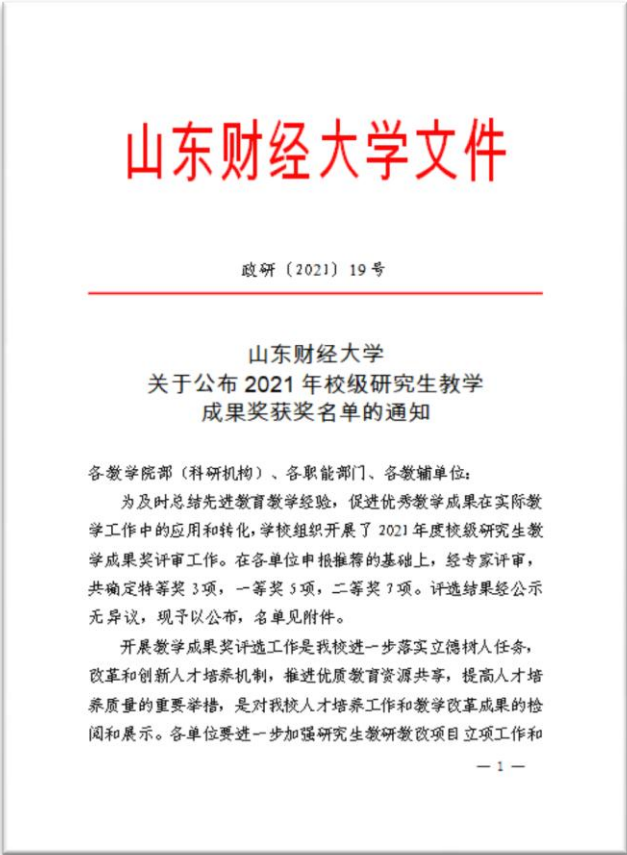 山东财经大学文件
政研〔2021〕19号
山东财经大学
关于公布 2021 年校级研究生教学
成果奖获奖名单的通知
各教学院部（科研机构）、各职能部门、各教辅单位：
为及时总结先进教育教学经验，促进优秀教学成果在实际教
学工作中的应用和转化，学校组织开展了 2021 年度校级研究生教
学成果奖评审工作。在各单位申报推荐的基础上，经专家评审，
共确定特等奖 3项，一等奖 5项，二等奖 7项。评选结果经公示
无异议，现予以公布，名单见附件。
开展教学成果奖评选工作是我校进一步落实立德树人任务，
改革和创新人才培养机制，推进优质教育资源共享，提高人才培
养质量的重要举措，是对我校人才培养工作和教学改革成果的检
阅和展示。各单位要进一步加强研究生教研教改项目立项工作和
— 1 —